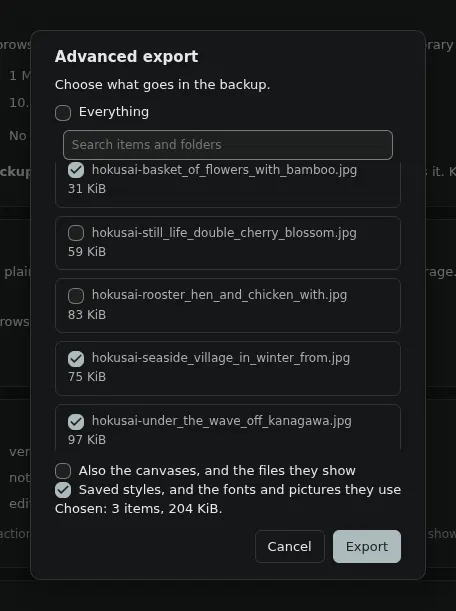 Advanced export
Choose what goes in the backup.
Everything
Search items and folders
hokusai-basket_of_flowers_with_bamboo.jpg
31 KiB
hokusai-still_life_double_cherry_blossom.jpg
59 KiB
hokusai-rooster_hen_and_chicken_with.jpg
83 KiB
hokusai-seaside_village_in_winter_from.jpg
75 KiB
hokusai-under_the_wave_off_kanagawa.jpg
97 KiB
Also the canvases, and the files they show
Saved styles, and the fonts and pictures they use
Chosen: 3 items, 204 KiB.
Cancel
Export